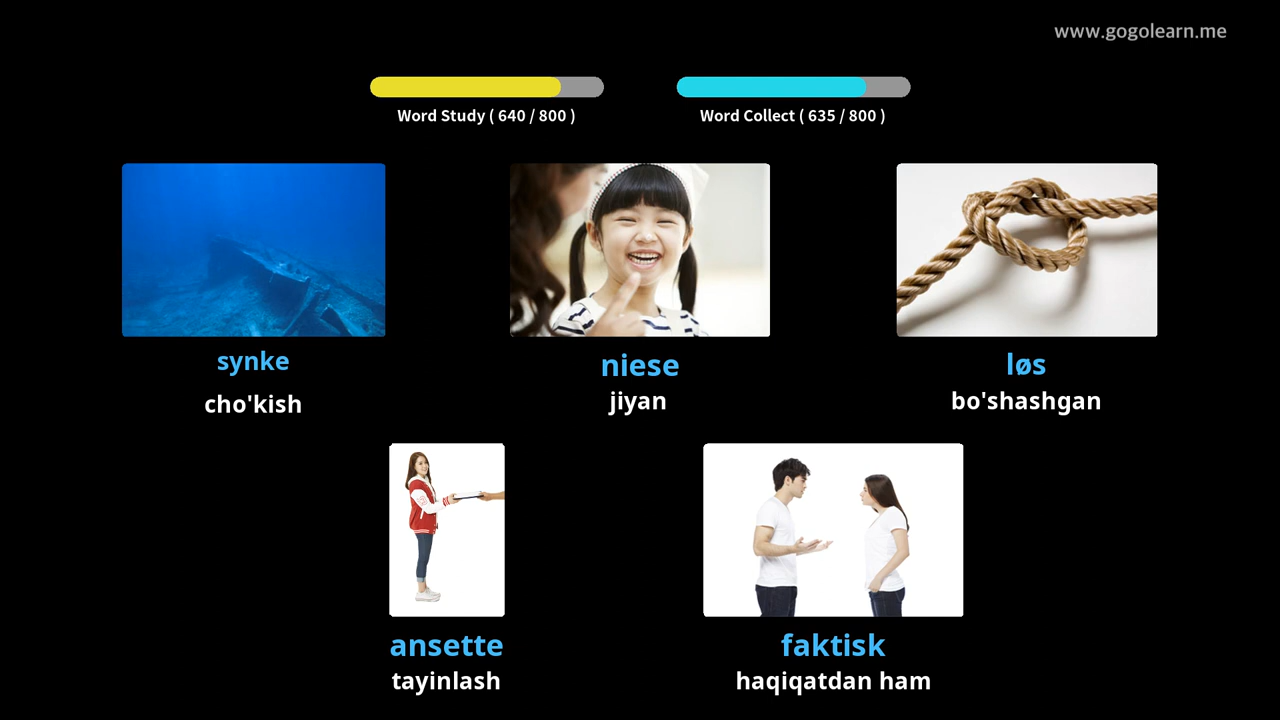 www.gogolearn.me
Word Study ( 640 / 800 )
Word Collect ( 635 / 800 )
synke
cho'kish
niese
jiyan
løs
bo'shashgan
ansette
tayinlash
faktisk
haqiqatdan ham